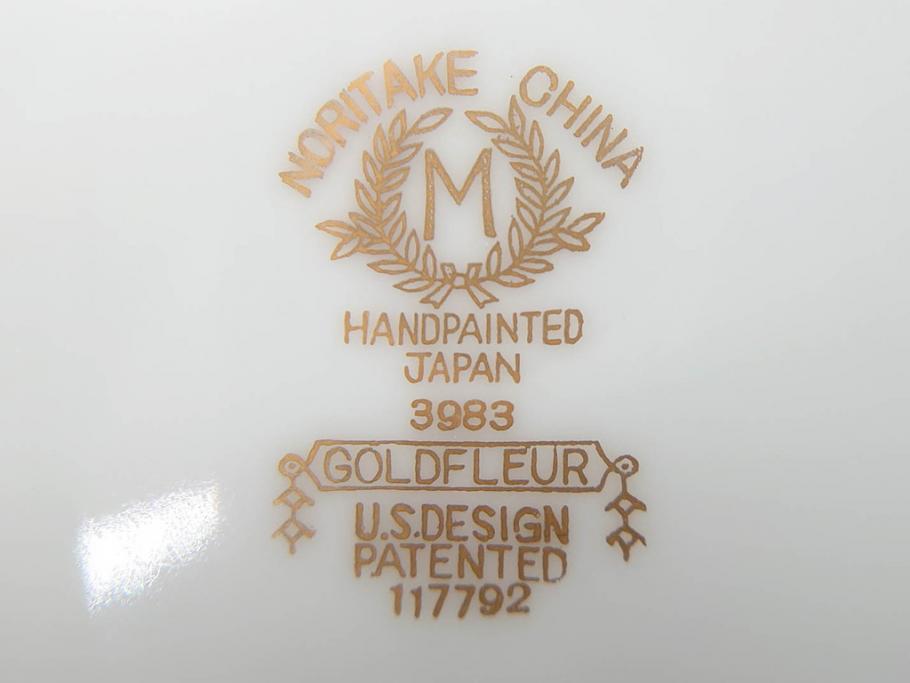 NORITAKE CHINA
M
HANDPAINTED
JAPAN
3983
GOLDFLEUR
U.S.DESIGN
PATENTED
117792